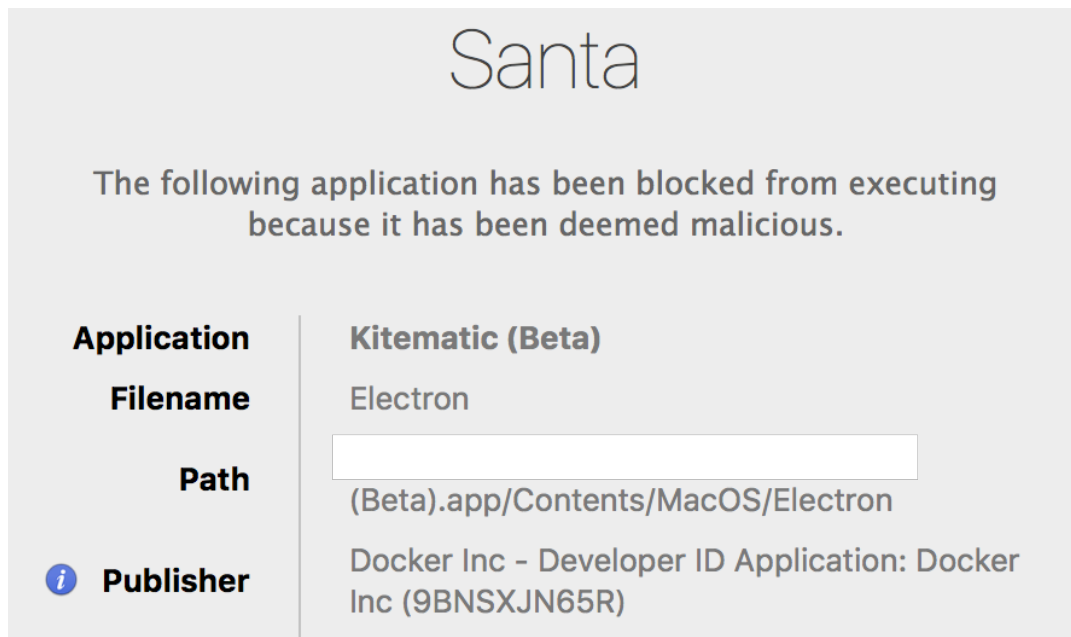 Santa
The following application has been blocked from executing
because it has been deemed malicious.
Application Kitematic (Beta)
Filename Electron
Path (Beta).app/Contents/MacOS/Electron
Publisher Docker Inc - Developer ID Application: Docker
Inc (9BNSXJN65R)